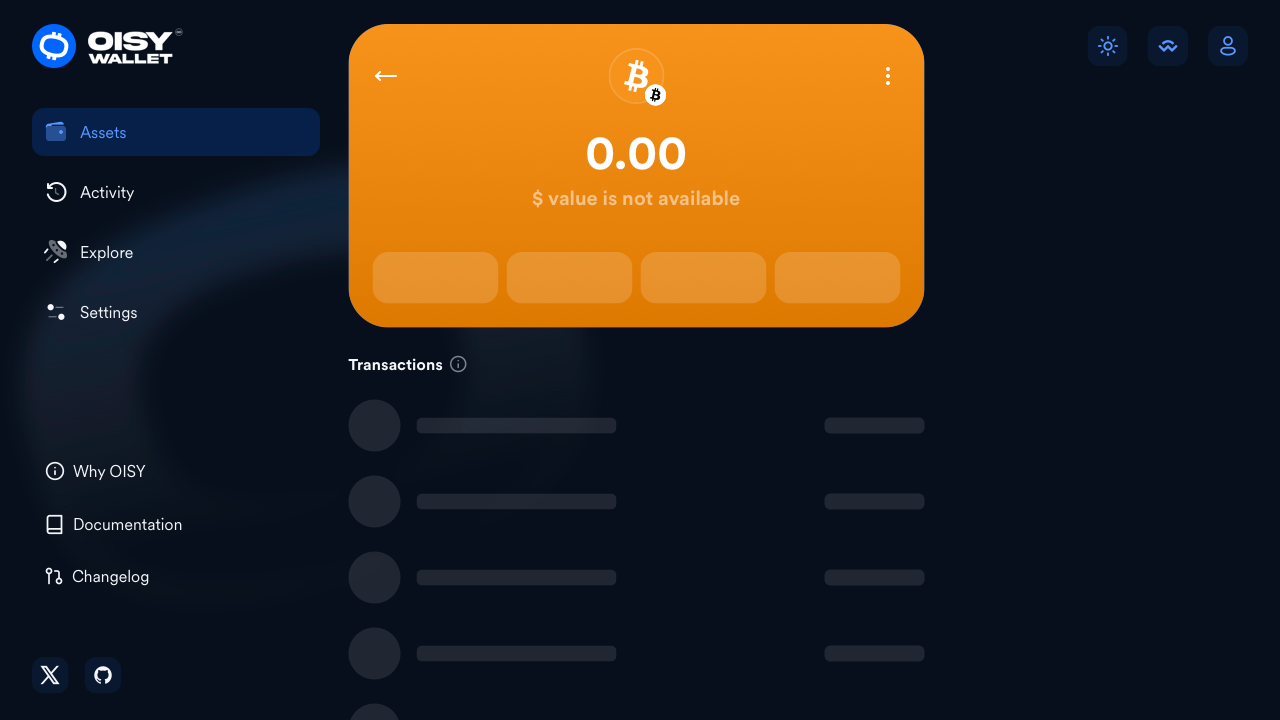 OISY
WALLET
Assets
Activity
Explore
Settings
Why OISY
Documentation
Changelog
0.00
$ value is not available
Transactions